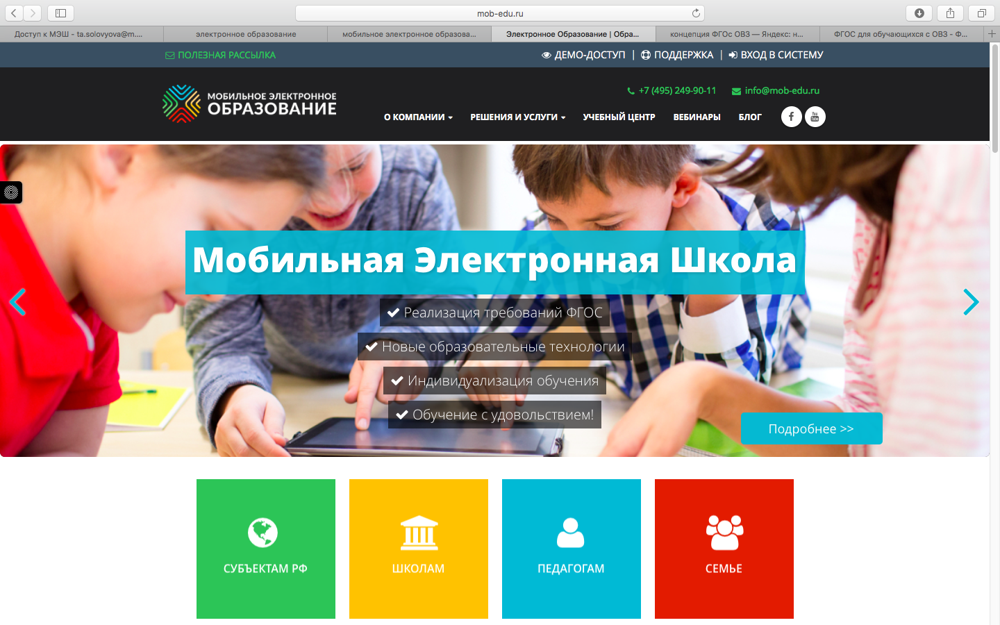 mob-edu.ru
Доступ к МЭШ - ta.solovyova@m....
электронное образование
мобильное электронное образова...
Электронное Образование | Обра...
концепция ФГОс ОВЗ — Яндекс: н...
ФГОС для обучающихся с ОВЗ - Ф...
ПОЛЕЗНАЯ РАССЫЛКА
ДЕМО-ДОСТУП | ПОДДЕРЖКА | ВХОД В СИСТЕМУ
МОБИЛЬНОЕ ЭЛЕКТРОННОЕ
ОБРАЗОВАНИЕ
+7 (495) 249-90-11 info@mob-edu.ru
О КОМПАНИИ РЕШЕНИЯ И УСЛУГИ УЧЕБНЫЙ ЦЕНТР ВЕБИНАРЫ БЛОГ
You
Tube
Мобильная Электронная Школа
Реализация требований ФГОС
Новые образовательные технологии
Индивидуализация обучения
Обучение с удовольствием!
Подробнее >>
СУБЪЕКТАМ РФ
ШКОЛАМ
ПЕДАГОГАМ
СЕМЬЕ